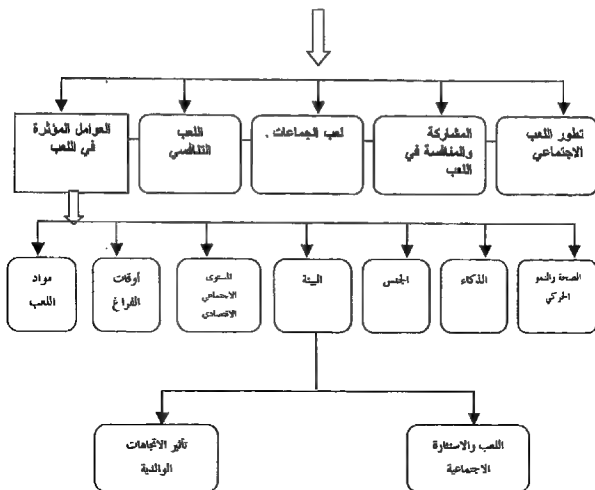 تطور اللعب
الاجتماعي
المشاركة
والمنافسة في
اللعب
لعب الجماعات .
اللعب
التنافسي
العوامل المؤثرة
في اللعب
الصحة والنمو
الحركي
الذكاء
الجنس
البيئة
المستوى
الاجتماعي
الاقتصادي
أوقات
الفراغ
مواد
اللعب
اللعب والاستثارة
الاجتماعية
تأثير الاتجاهات
الوالدية